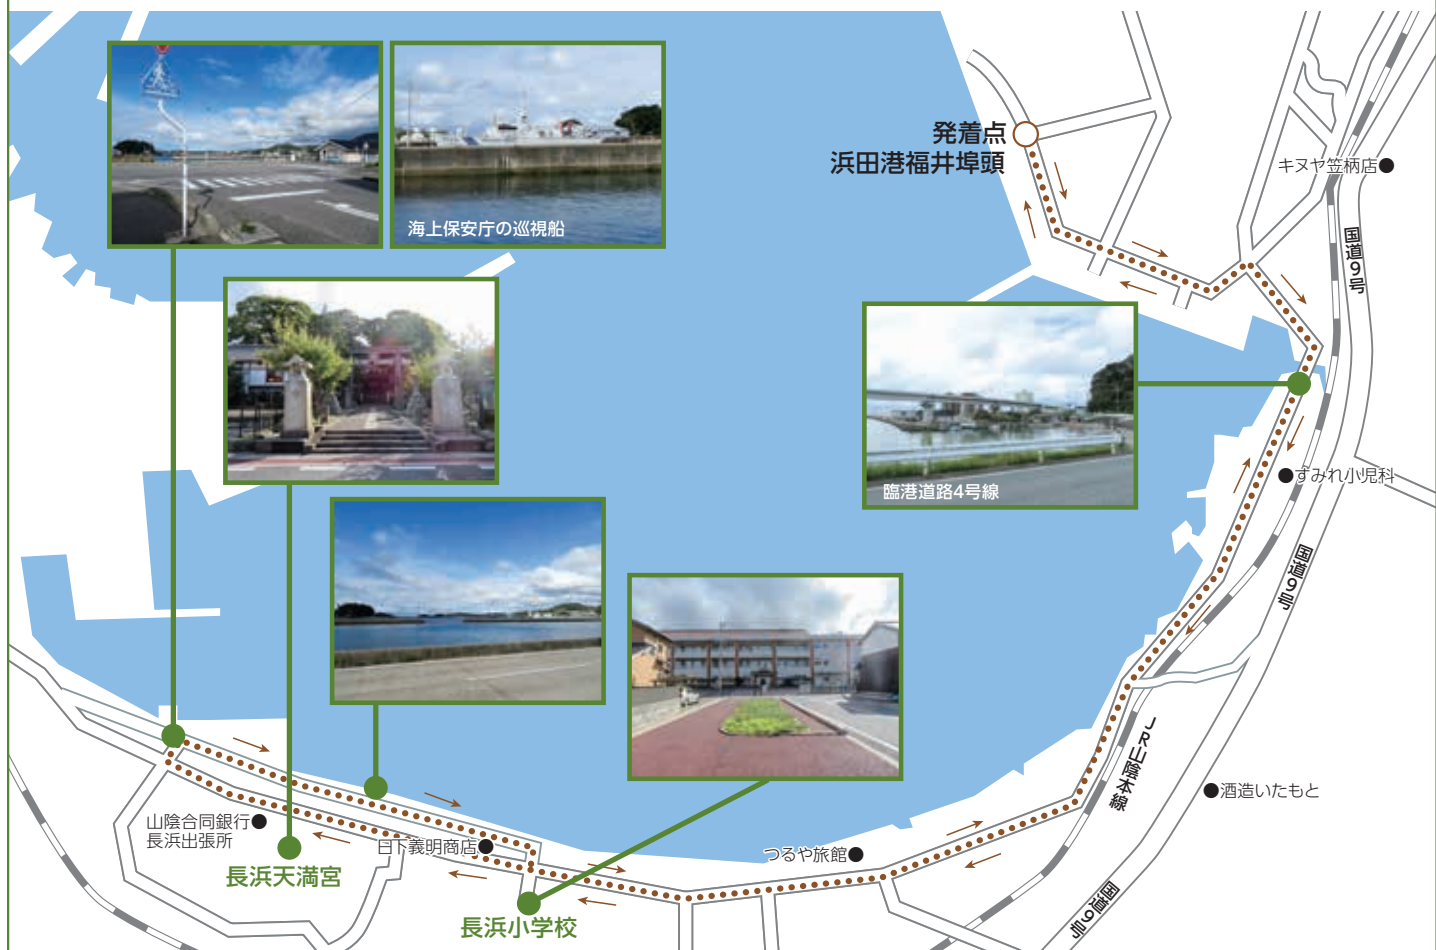 海上保安庁の巡視船
発着点
浜田港福井埠頭
キヌヤ笠柄店
国道9号
臨港道路4号線
すみれ小児科
国道9号
JR山陰本線
酒造いたもと
山陰合同銀行
長浜出張所
日下義明商店
つるや旅館
長浜天満宮
長浜小学校
国道9号